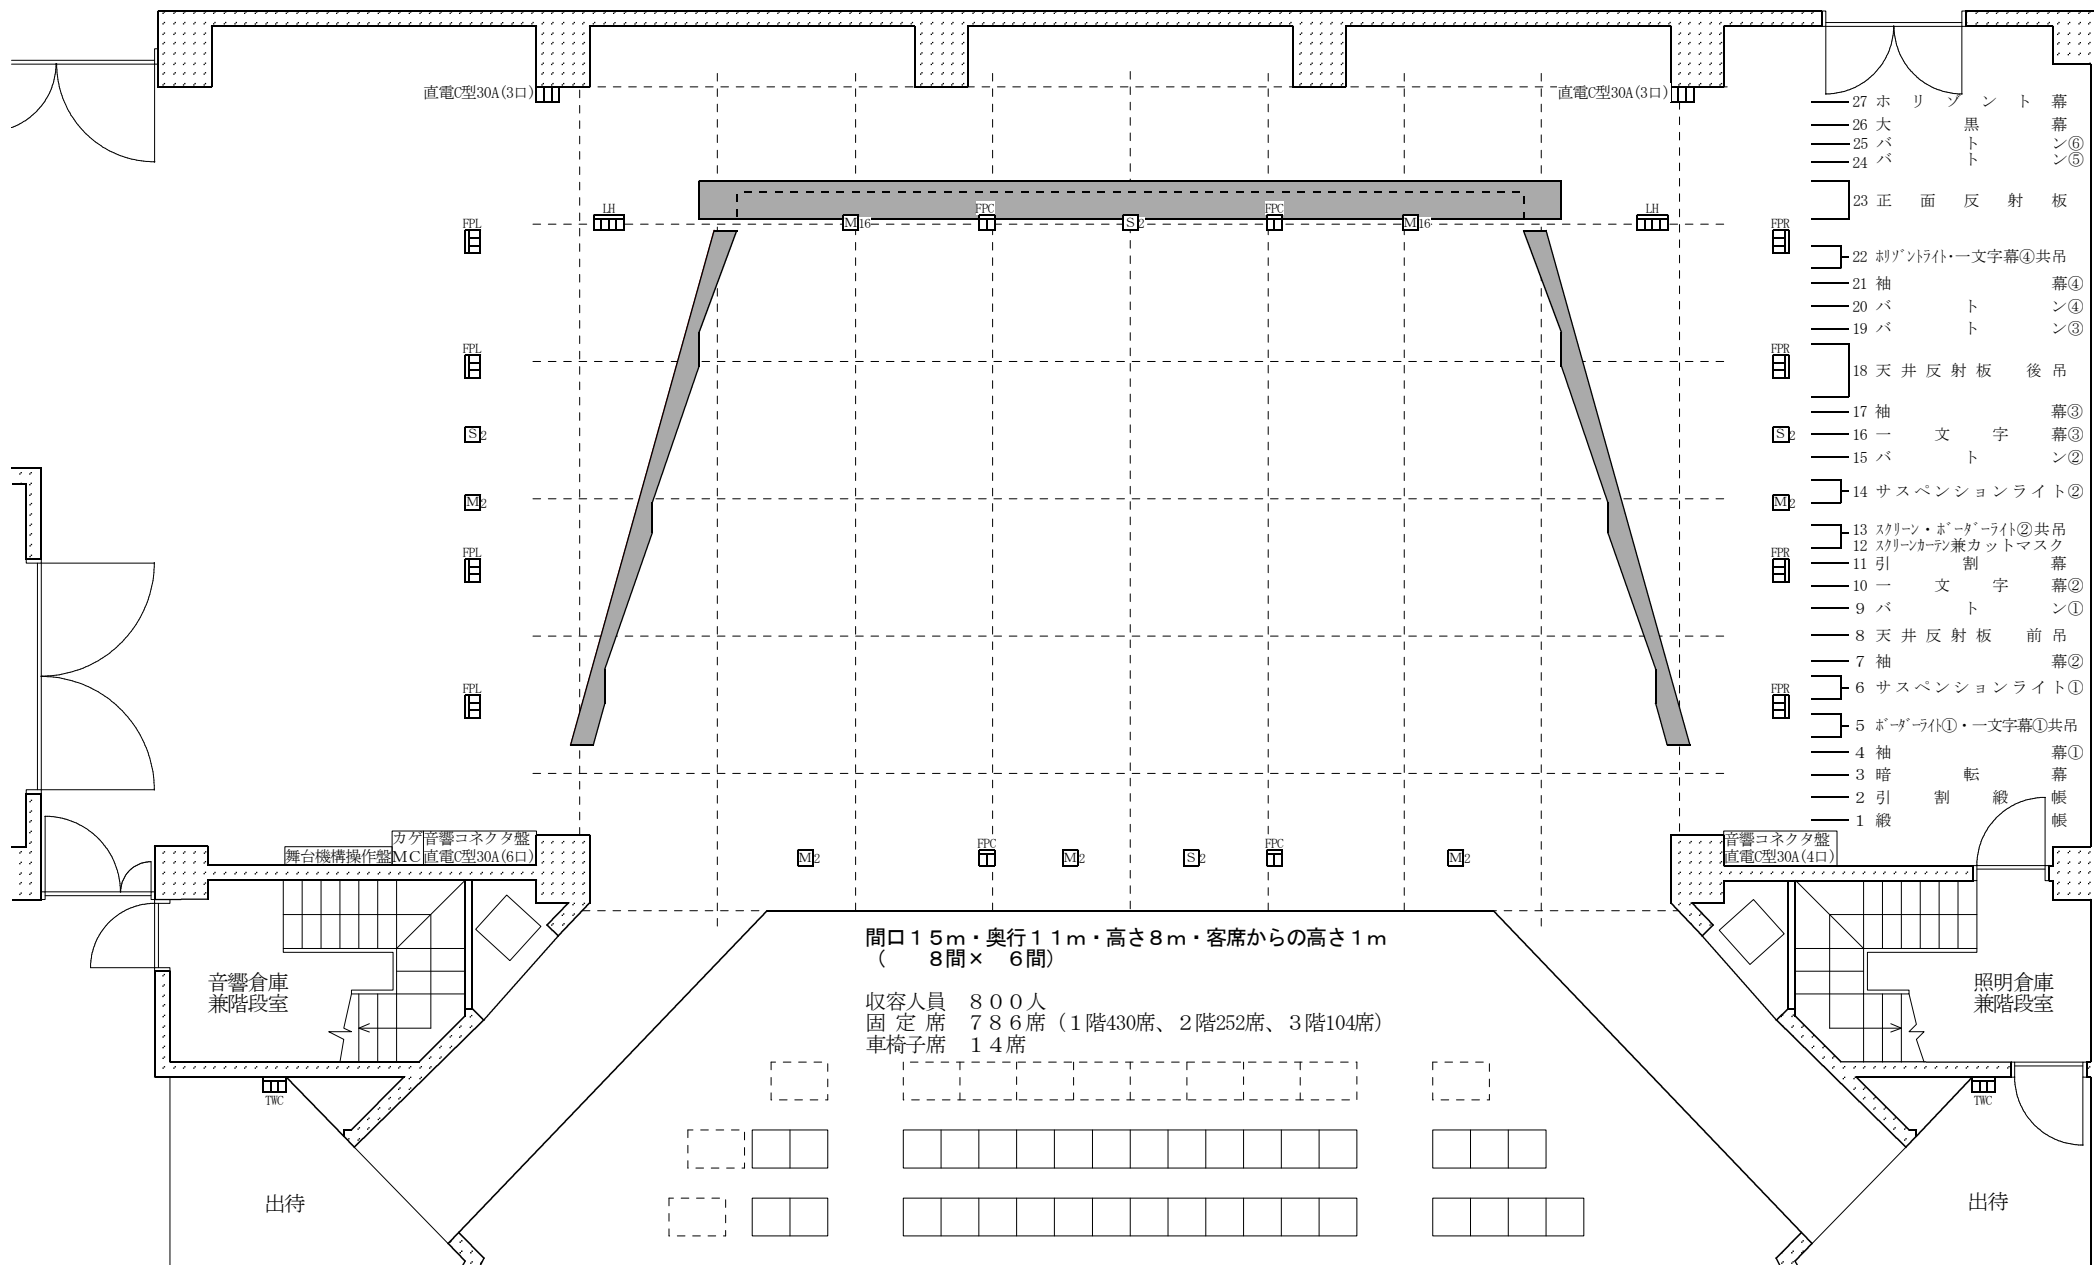 直電C型30A(3口)
直電C型30A(3口)
27 ホリゾント幕
26 大黒幕
25 バトン⑥
24 バトン⑤
23 正面反射板
22 ホリゾントライト・一文字幕④共吊
21 袖幕④
20 バトン④
19 バトン③
18 天井反射板 後吊
17 袖幕③
16 一文字幕③
15 バトン②
14 サスペンションライト②
13 スクリーン・ボーダーライト②共吊
12 スクリーンカーテン兼カットマスク
11 引割幕
10 一文字幕②
9 バトン①
8 天井反射板 前吊
7 袖幕②
6 サスペンションライト①
5 ボーダーライト①・一文字幕①共吊
4 袖幕①
3 暗転幕
2 引割緞帳
1 緞帳
FPL
LH
M16
FPC
S2
FPC
M16
LH
FPR
FPL
FPR
S2
S2
M2
M2
FPL
FPR
FPL
FPR
舞台機構操作盤
カゲMC
音響コネクタ盤
直電C型30A(6口)
M2
FPC
M2
S2
FPC
M2
音響コネクタ盤
直電C型30A(4口)
間口15m・奥行11m・高さ8m・客席からの高さ1m
(　8間×　6間)
収容人員　800人
固定席　786席(1階430席、2階252席、3階104席)
車椅子席　14席
音響倉庫
兼階段室
照明倉庫
兼階段室
TWC
TWC
出待
出待